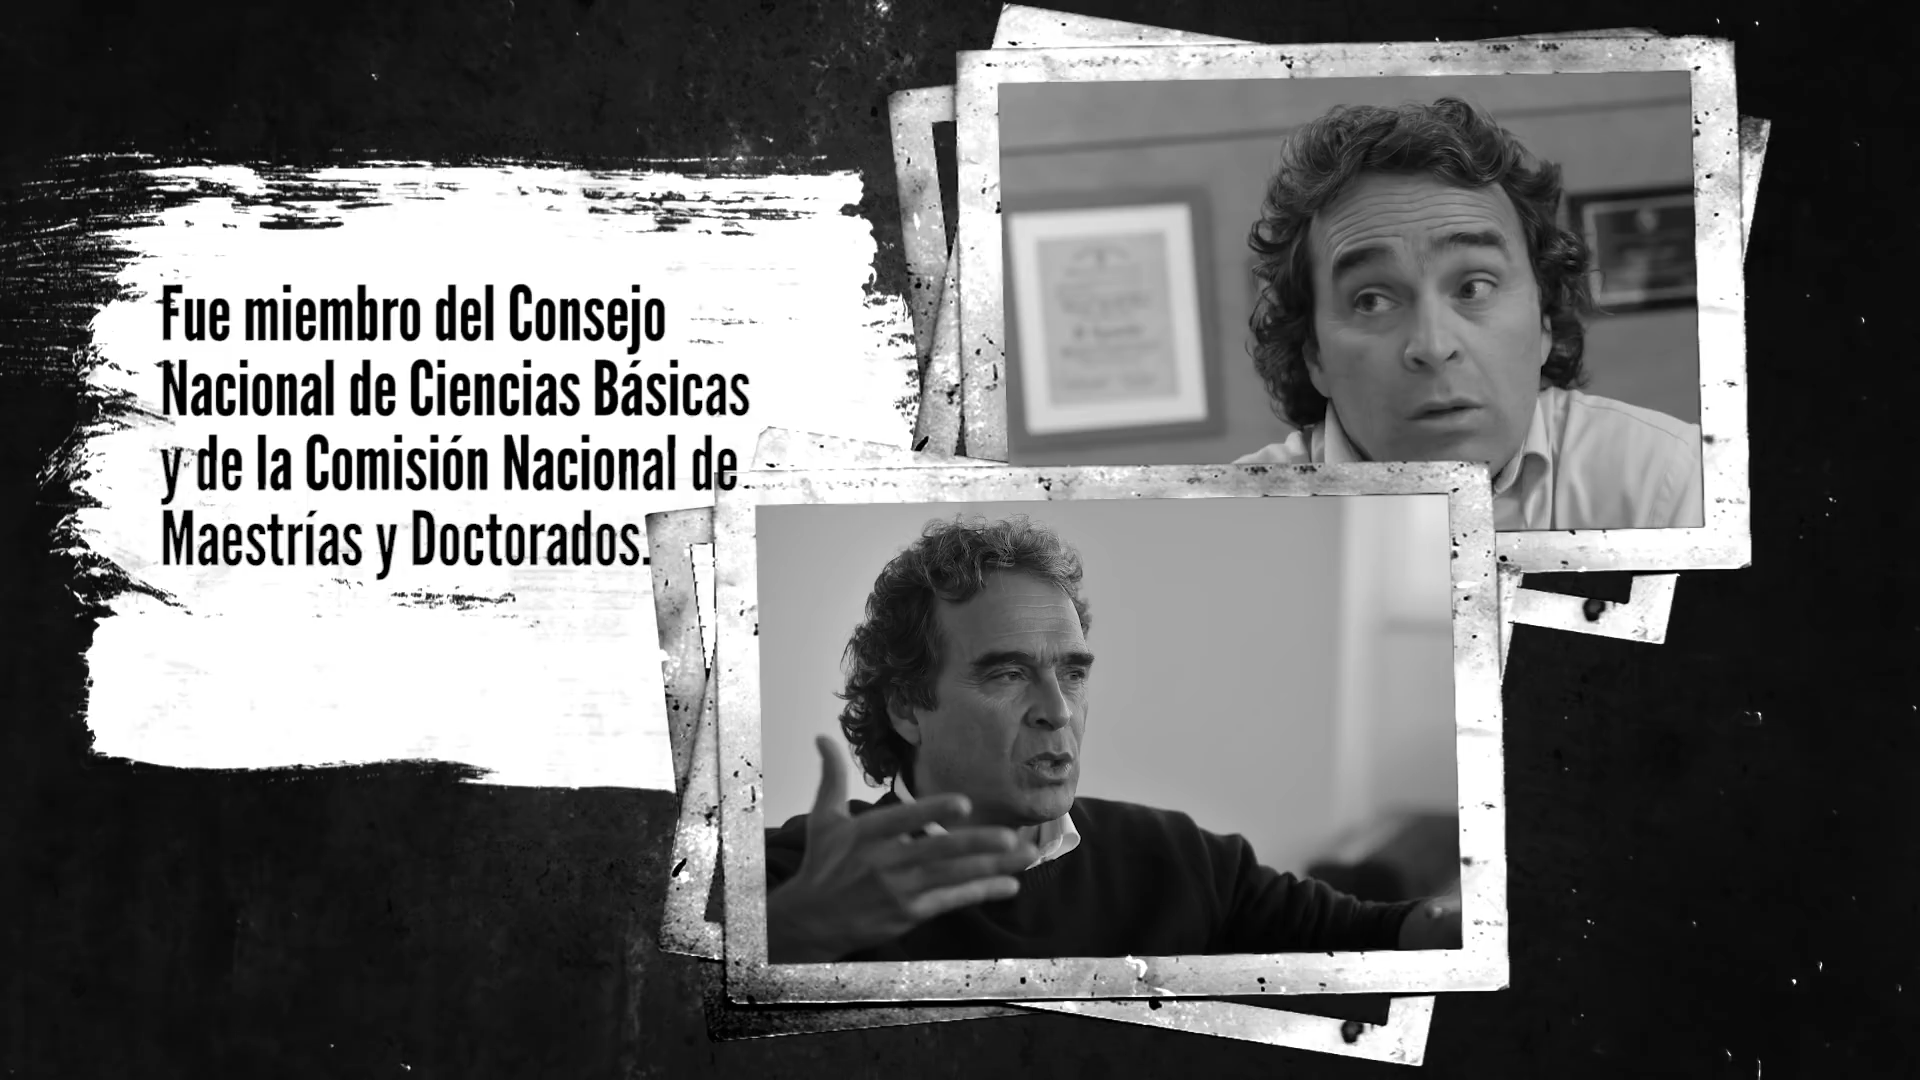 Fue miembro del Consejo
Nacional de Ciencias Básicas
y de la Comisión Nacional de
Maestrías y Doctorados.